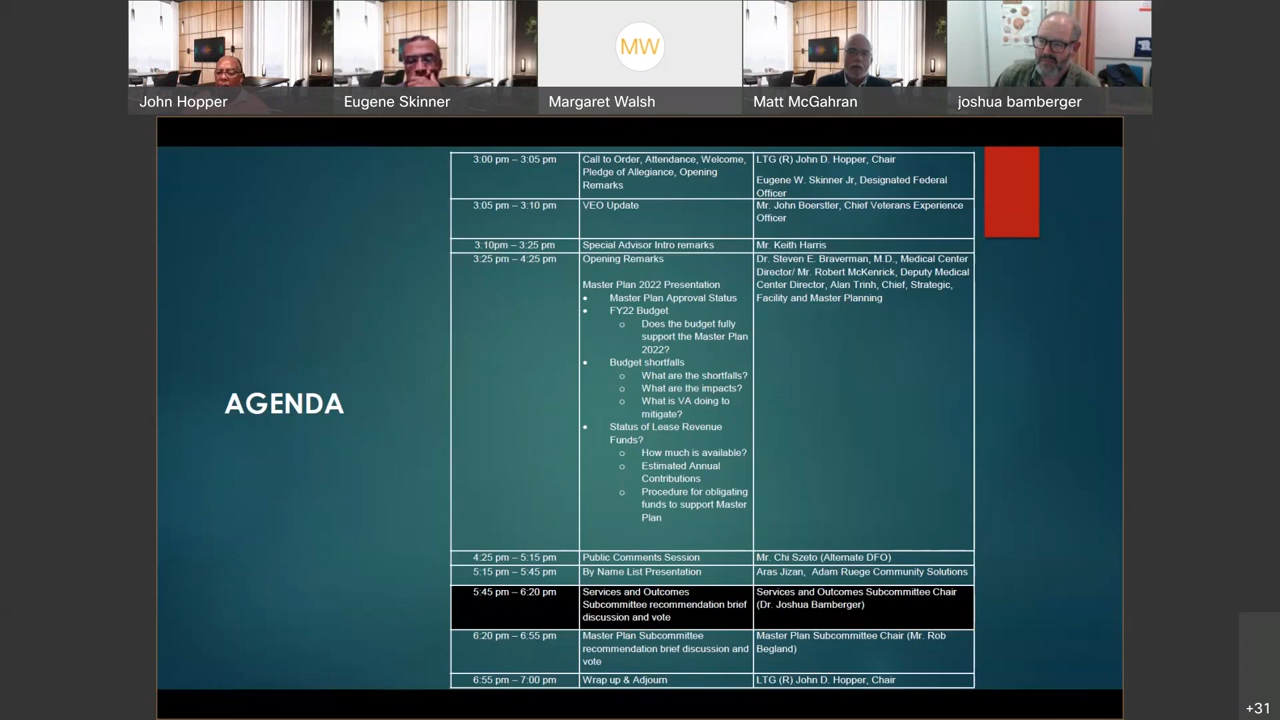 MW
John Hopper
Eugene Skinner
Margaret Walsh
Matt McGahran
joshua bamberger
AGENDA
3:00 pm – 3:05 pm
Call to Order, Attendance, Welcome,
Pledge of Allegiance, Opening
Remarks
LTG (R) John D. Hopper, Chair
Eugene W. Skinner Jr, Designated Federal
Officer
3:05 pm – 3:10 pm
VEO Update
Mr. John Boerstler, Chief Veterans Experience
Officer
3:10pm – 3:25 pm
Special Advisor Intro remarks
Mr. Keith Harris
3:25 pm – 4:25 pm
Opening Remarks
Master Plan 2022 Presentation
• Master Plan Approval Status
• FY22 Budget
o Does the budget fully
support the Master Plan
2022?
• Budget shortfalls
o What are the shortfalls?
o What are the impacts?
o What is VA doing to
mitigate?
• Status of Lease Revenue
Funds?
o How much is available?
o Estimated Annual
Contributions
o Procedure for obligating
funds to support Master
Plan
Dr. Steven E. Braverman, M.D., Medical Center
Director/ Mr. Robert McKenrick, Deputy Medical
Center Director, Alan Trinh, Chief, Strategic,
Facility and Master Planning
4:25 pm – 5:15 pm
Public Comments Session
Mr. Chi Szeto (Alternate DFO)
5:15 pm – 5:45 pm
By Name List Presentation
Aras Jizan, Adam Ruege Community Solutions
5:45 pm – 6:20 pm
Services and Outcomes
Subcommittee recommendation brief
discussion and vote
Services and Outcomes Subcommittee Chair
(Dr. Joshua Bamberger)
6:20 pm – 6:55 pm
Master Plan Subcommittee
recommendation brief discussion and
vote
Master Plan Subcommittee Chair (Mr. Rob
Begland)
6:55 pm – 7:00 pm
Wrap up & Adjourn
LTG (R) John D. Hopper, Chair
+31